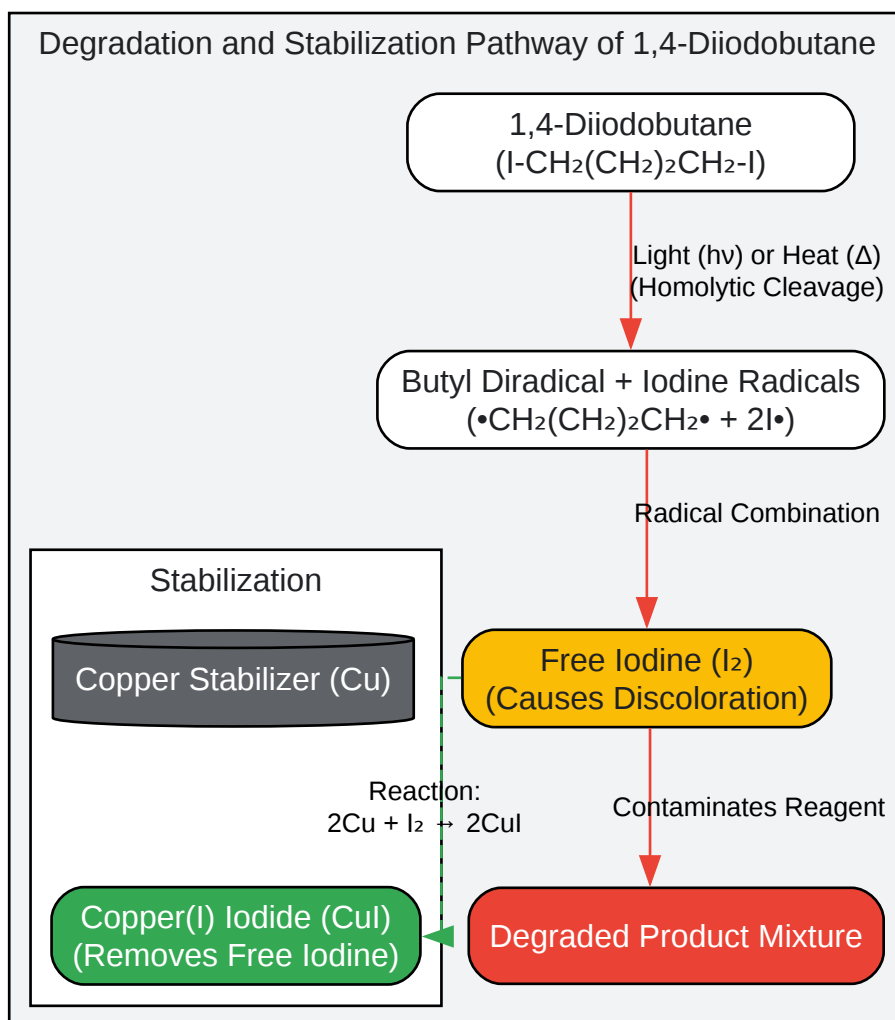 Degradation and Stabilization Pathway of 1,4-Diiodobutane
1,4-Diiodobutane
(I-CH₂(CH₂)₂CH₂-I)
Light (hν) or Heat (Δ)
(Homolytic Cleavage)
Butyl Diradical + Iodine Radicals
(•CH₂(CH₂)₂CH₂• + 2I•)
Radical Combination
Stabilization
Copper Stabilizer (Cu)
Free Iodine (I₂)
(Causes Discoloration)
Reaction:
2Cu + I₂ ↔ 2CuI
Contaminates Reagent
Copper(I) Iodide (CuI)
(Removes Free Iodine)
Degraded Product Mixture